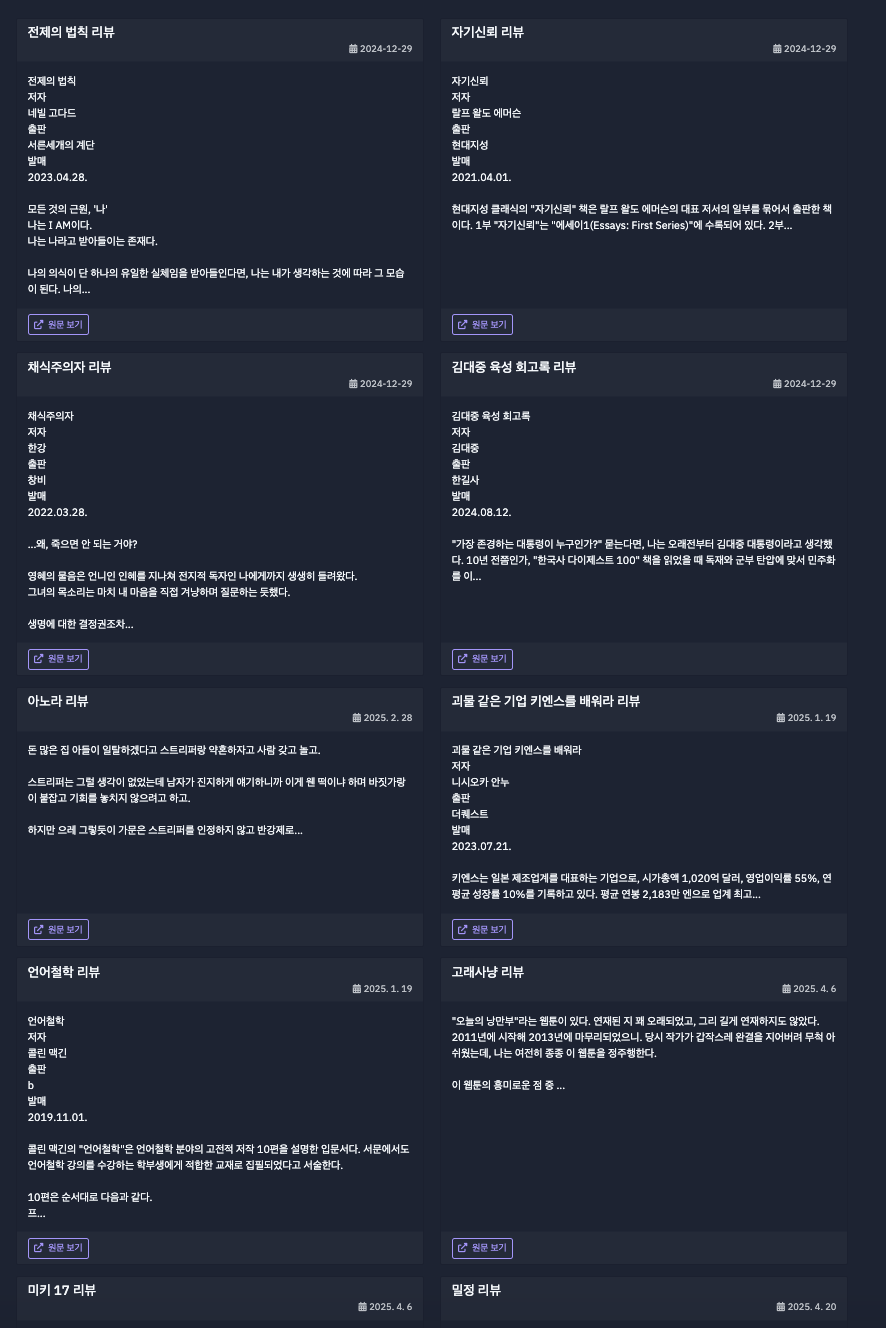 전제의 법칙 리뷰
2024-12-29
전제의 법칙
저자
네빌 고다드
출판
서른세개의 계단
발매
2023.04.28.
모든 것의 근원, '나'
나는 I AM이다.
나는 나라고 받아들이는 존재다.
나의 의식이 단 하나의 유일한 실체임을 받아들인다면, 나는 내가 생각하는 것에 따라 그 모습
이 된다. 나의...
원문 보기
자기신뢰 리뷰
2024-12-29
자기신뢰
저자
랄프 왈도 에머슨
출판
현대지성
발매
2021.04.01.
현대지성 클래식의 "자기신뢰" 책은 랄프 왈도 에머슨의 대표 저서의 일부를 묶어서 출판한 책
이다. 1부 "자기신뢰"는 "에세이1(Essays: First Series)"에 수록되어 있다. 2부...
원문 보기
채식주의자 리뷰
2024-12-29
채식주의자
저자
한강
출판
창비
발매
2022.03.28.
...왜, 죽으면 안 되는 거야?
영혜의 물음은 언니인 인혜를 지나쳐 전지적 독자인 나에게까지 생생히 들려왔다.
그녀의 목소리는 마치 내 마음을 직접 겨냥하며 질문하는 듯했다.
생명에 대한 결정권조차...
원문 보기
김대중 육성 회고록 리뷰
2024-12-29
김대중 육성 회고록
저자
김대중
출판
한길사
발매
2024.08.12.
"가장 존경하는 대통령이 누구인가?" 묻는다면, 나는 오래전부터 김대중 대통령이라고 생각했
다. 10년 전쯤인가, "한국사 다이제스트 100" 책을 읽었을 때 독재와 군부 탄압에 맞서 민주화
를 이...
원문 보기
아노라 리뷰
2025. 2. 28
돈 많은 집 아들이 일탈하겠다고 스트리퍼랑 약혼하자고 사람 갖고 놀고.
스트리퍼는 그럴 생각이 없었는데 남자가 진지하게 얘기하니까 이게 웬 떡이냐 하며 바짓가랑
이 붙잡고 기회를 놓치지 않으려고 하고.
하지만 으레 그렇듯이 가문은 스트리퍼를 인정하지 않고 반강제로...
원문 보기
괴물 같은 기업 키엔스를 배워라 리뷰
2025. 1. 19
괴물 같은 기업 키엔스를 배워라
저자
니시오카 안누
출판
더퀘스트
발매
2023.07.21.
키엔스는 일본 제조업계를 대표하는 기업으로, 시가총액 1,020억 달러, 영업이익률 55%, 연
평균 성장률 10%를 기록하고 있다. 평균 연봉 2,183만 엔으로 업계 최고...
원문 보기
언어철학 리뷰
2025. 1. 19
언어철학
저자
콜린 맥긴
출판
b
발매
2019.11.01.
콜린 맥긴의 "언어철학"은 언어철학 분야의 고전적 저작 10편을 설명한 입문서다. 서문에서도
언어철학 강의를 수강하는 학부생에게 적합한 교재로 집필되었다고 서술한다.
10편은 순서대로 다음과 같다.
프...
원문 보기
고래사냥 리뷰
2025. 4. 6
"오늘의 낭만부"라는 웹툰이 있다. 연재된 지 꽤 오래되었고, 그리 길게 연재하지도 않았다.
2011년에 시작해 2013년에 마무리되었으니. 당시 작가가 갑작스레 완결을 지어버려 무척 아
쉬웠는데, 나는 여전히 종종 이 웹툰을 정주행한다.
이 웹툰의 흥미로운 점 중 ...
원문 보기
미키 17 리뷰
2025. 4. 6
밀정 리뷰
2025. 4. 20